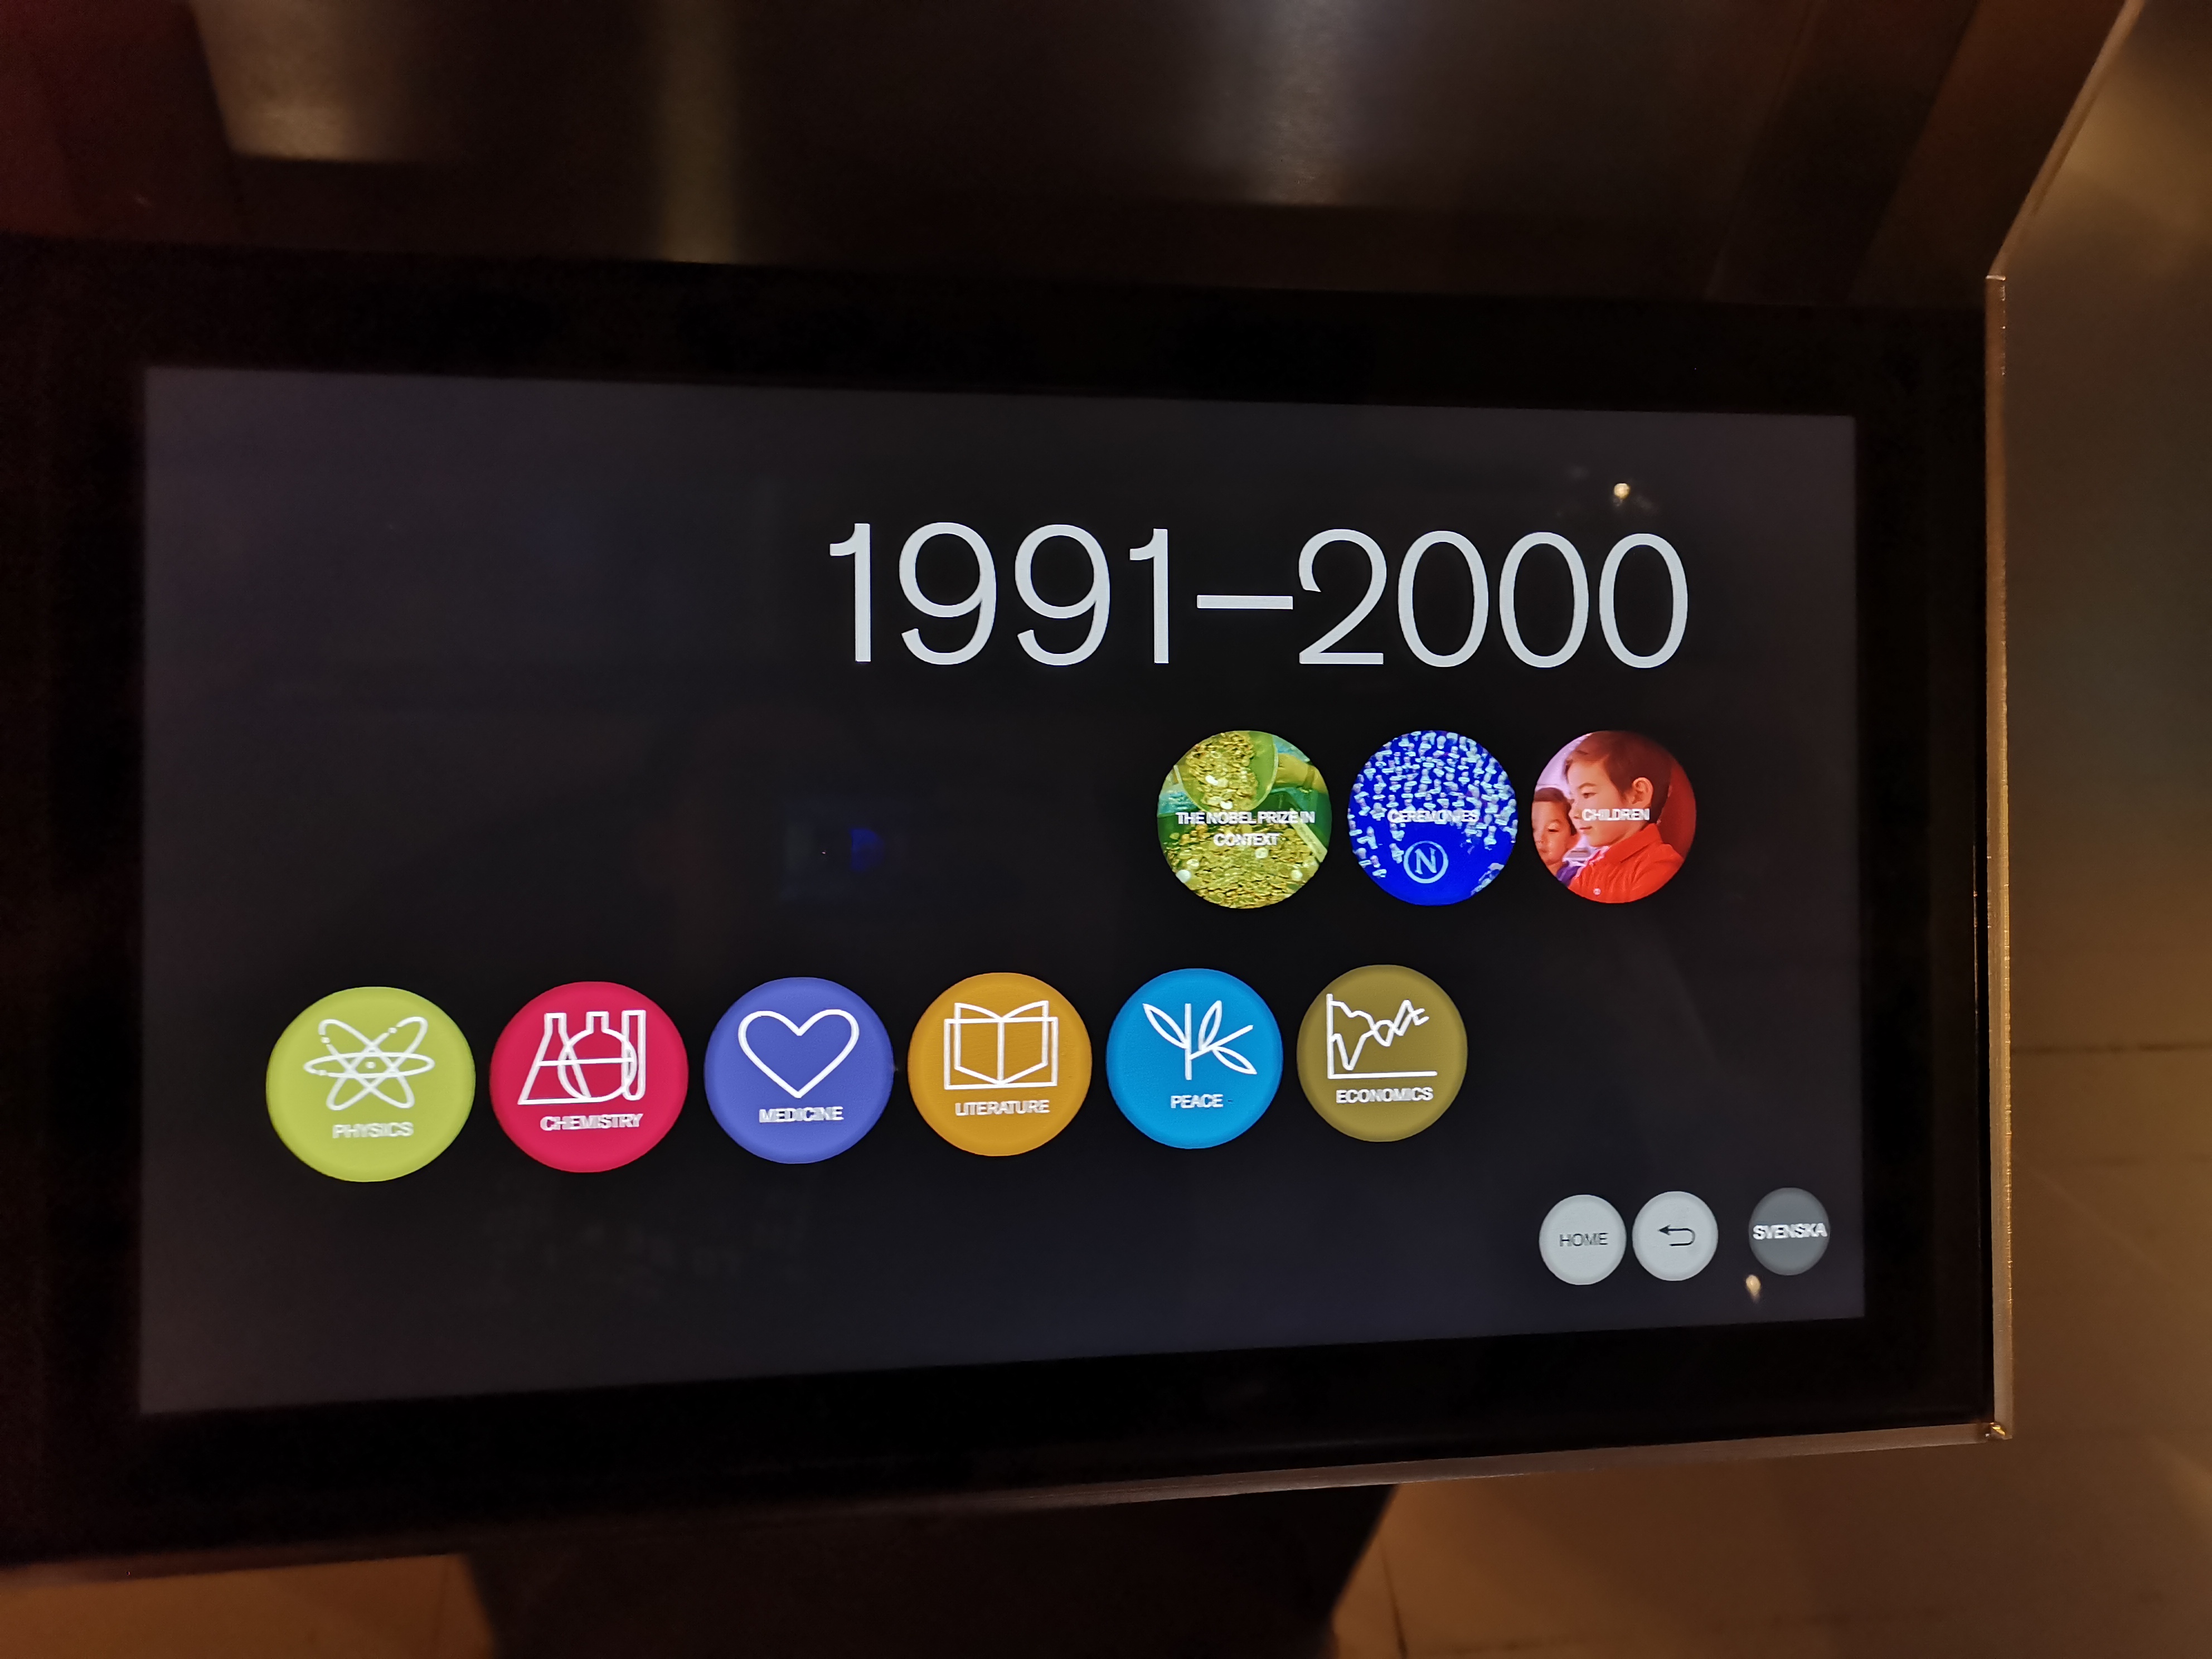 1991–2000
THE NOBEL PRIZE IN
CONTEXT
CEREMONIES
N
CHILDREN
PHYSICS
CHEMISTRY
MEDICINE
LITERATURE
PEACE
ECONOMICS
HOME
SVENSKA